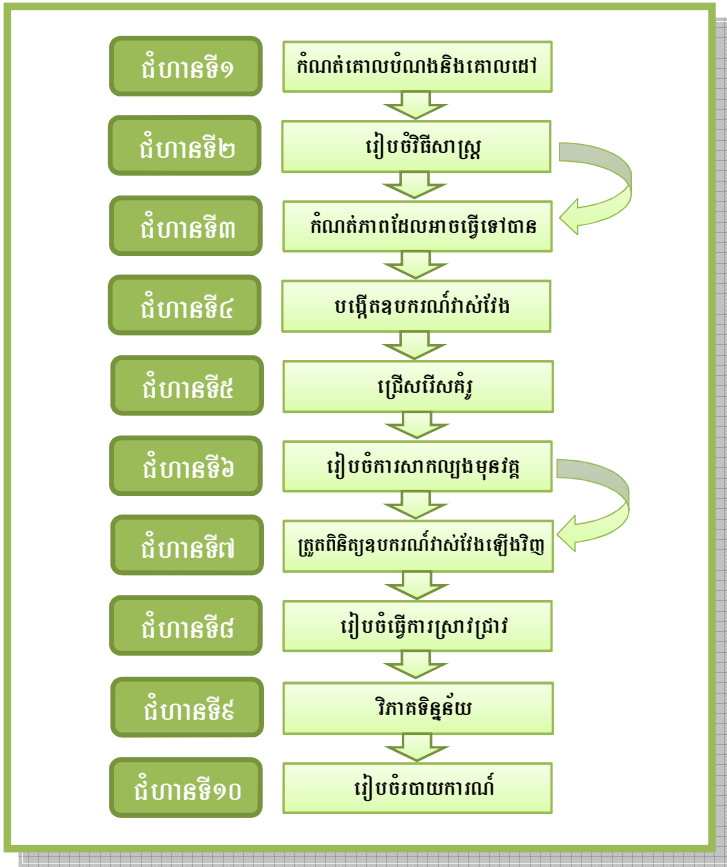 ជំហានទី១ កំណត់គោលបំណងនិងគោលដៅ
ជំហានទី២ រៀបចំវិធីសាស្ត្រ
ជំហានទី៣ កំណត់ភាពដែលអាចធ្វើទៅបាន
ជំហានទី៤ បង្កើតឧបករណ៍វាស់វែង
ជំហានទី៥ ជ្រើសរើសគំរូ
ជំហានទី៦ រៀបចំការសាកល្បងមុនវគ្គ
ជំហានទី៧ ត្រួតពិនិត្យឧបករណ៍វាស់វែងឡើងវិញ
ជំហានទី៨ រៀបចំធ្វើការស្រាវជ្រាវ
ជំហានទី៩ វិភាគទិន្នន័យ
ជំហានទី១០ រៀបចំរបាយការណ៍